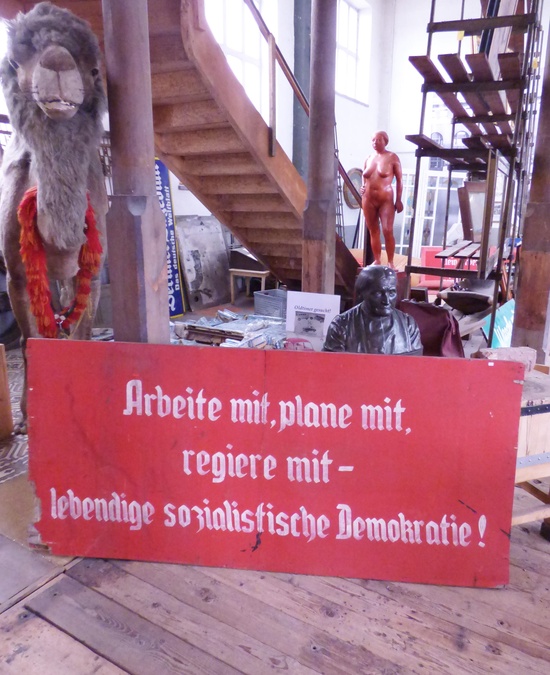 Arbeite mit, plane mit,
regiere mit –
lebendige sozialistische Demokratie!